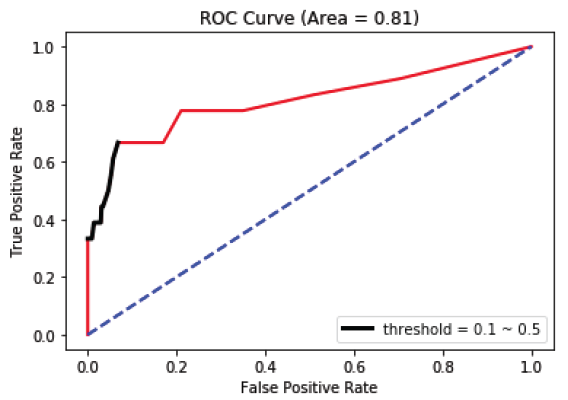 ROC Curve (Area = 0.81)
True Positive Rate
1.0
0.8
0.6
0.4
0.2
0.0
threshold = 0.1 ~ 0.5
0.0 0.2 0.4 0.6 0.8 1.0
False Positive Rate